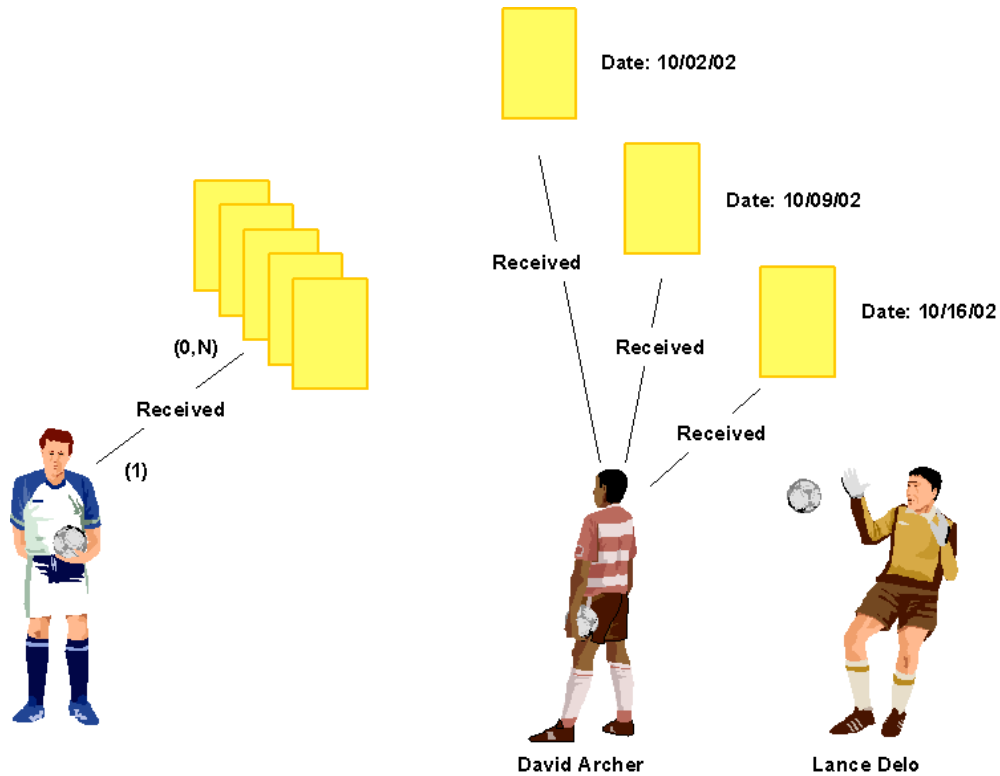 Date: 10/02/02
Date: 10/09/02
Received
Date: 10/16/02
(0,N)
Received
Received
Received
(1)
David Archer
Lance Delo